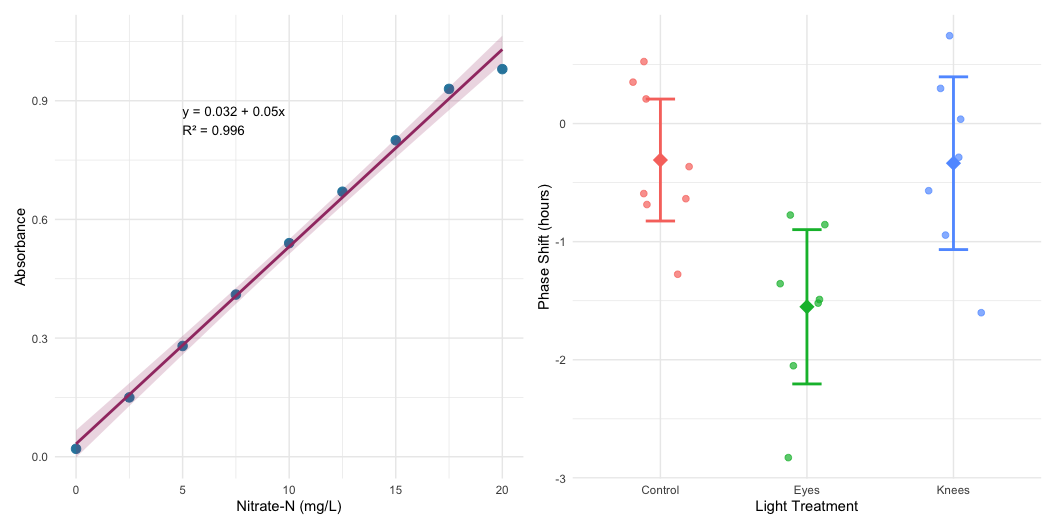 y = 0.032 + 0.05x
R² = 0.996
Absorbance
0.9
0.6
0.3
0.0
0
5
10
15
20
Nitrate-N (mg/L)
Phase Shift (hours)
0
-1
-2
-3
Control
Eyes
Knees
Light Treatment